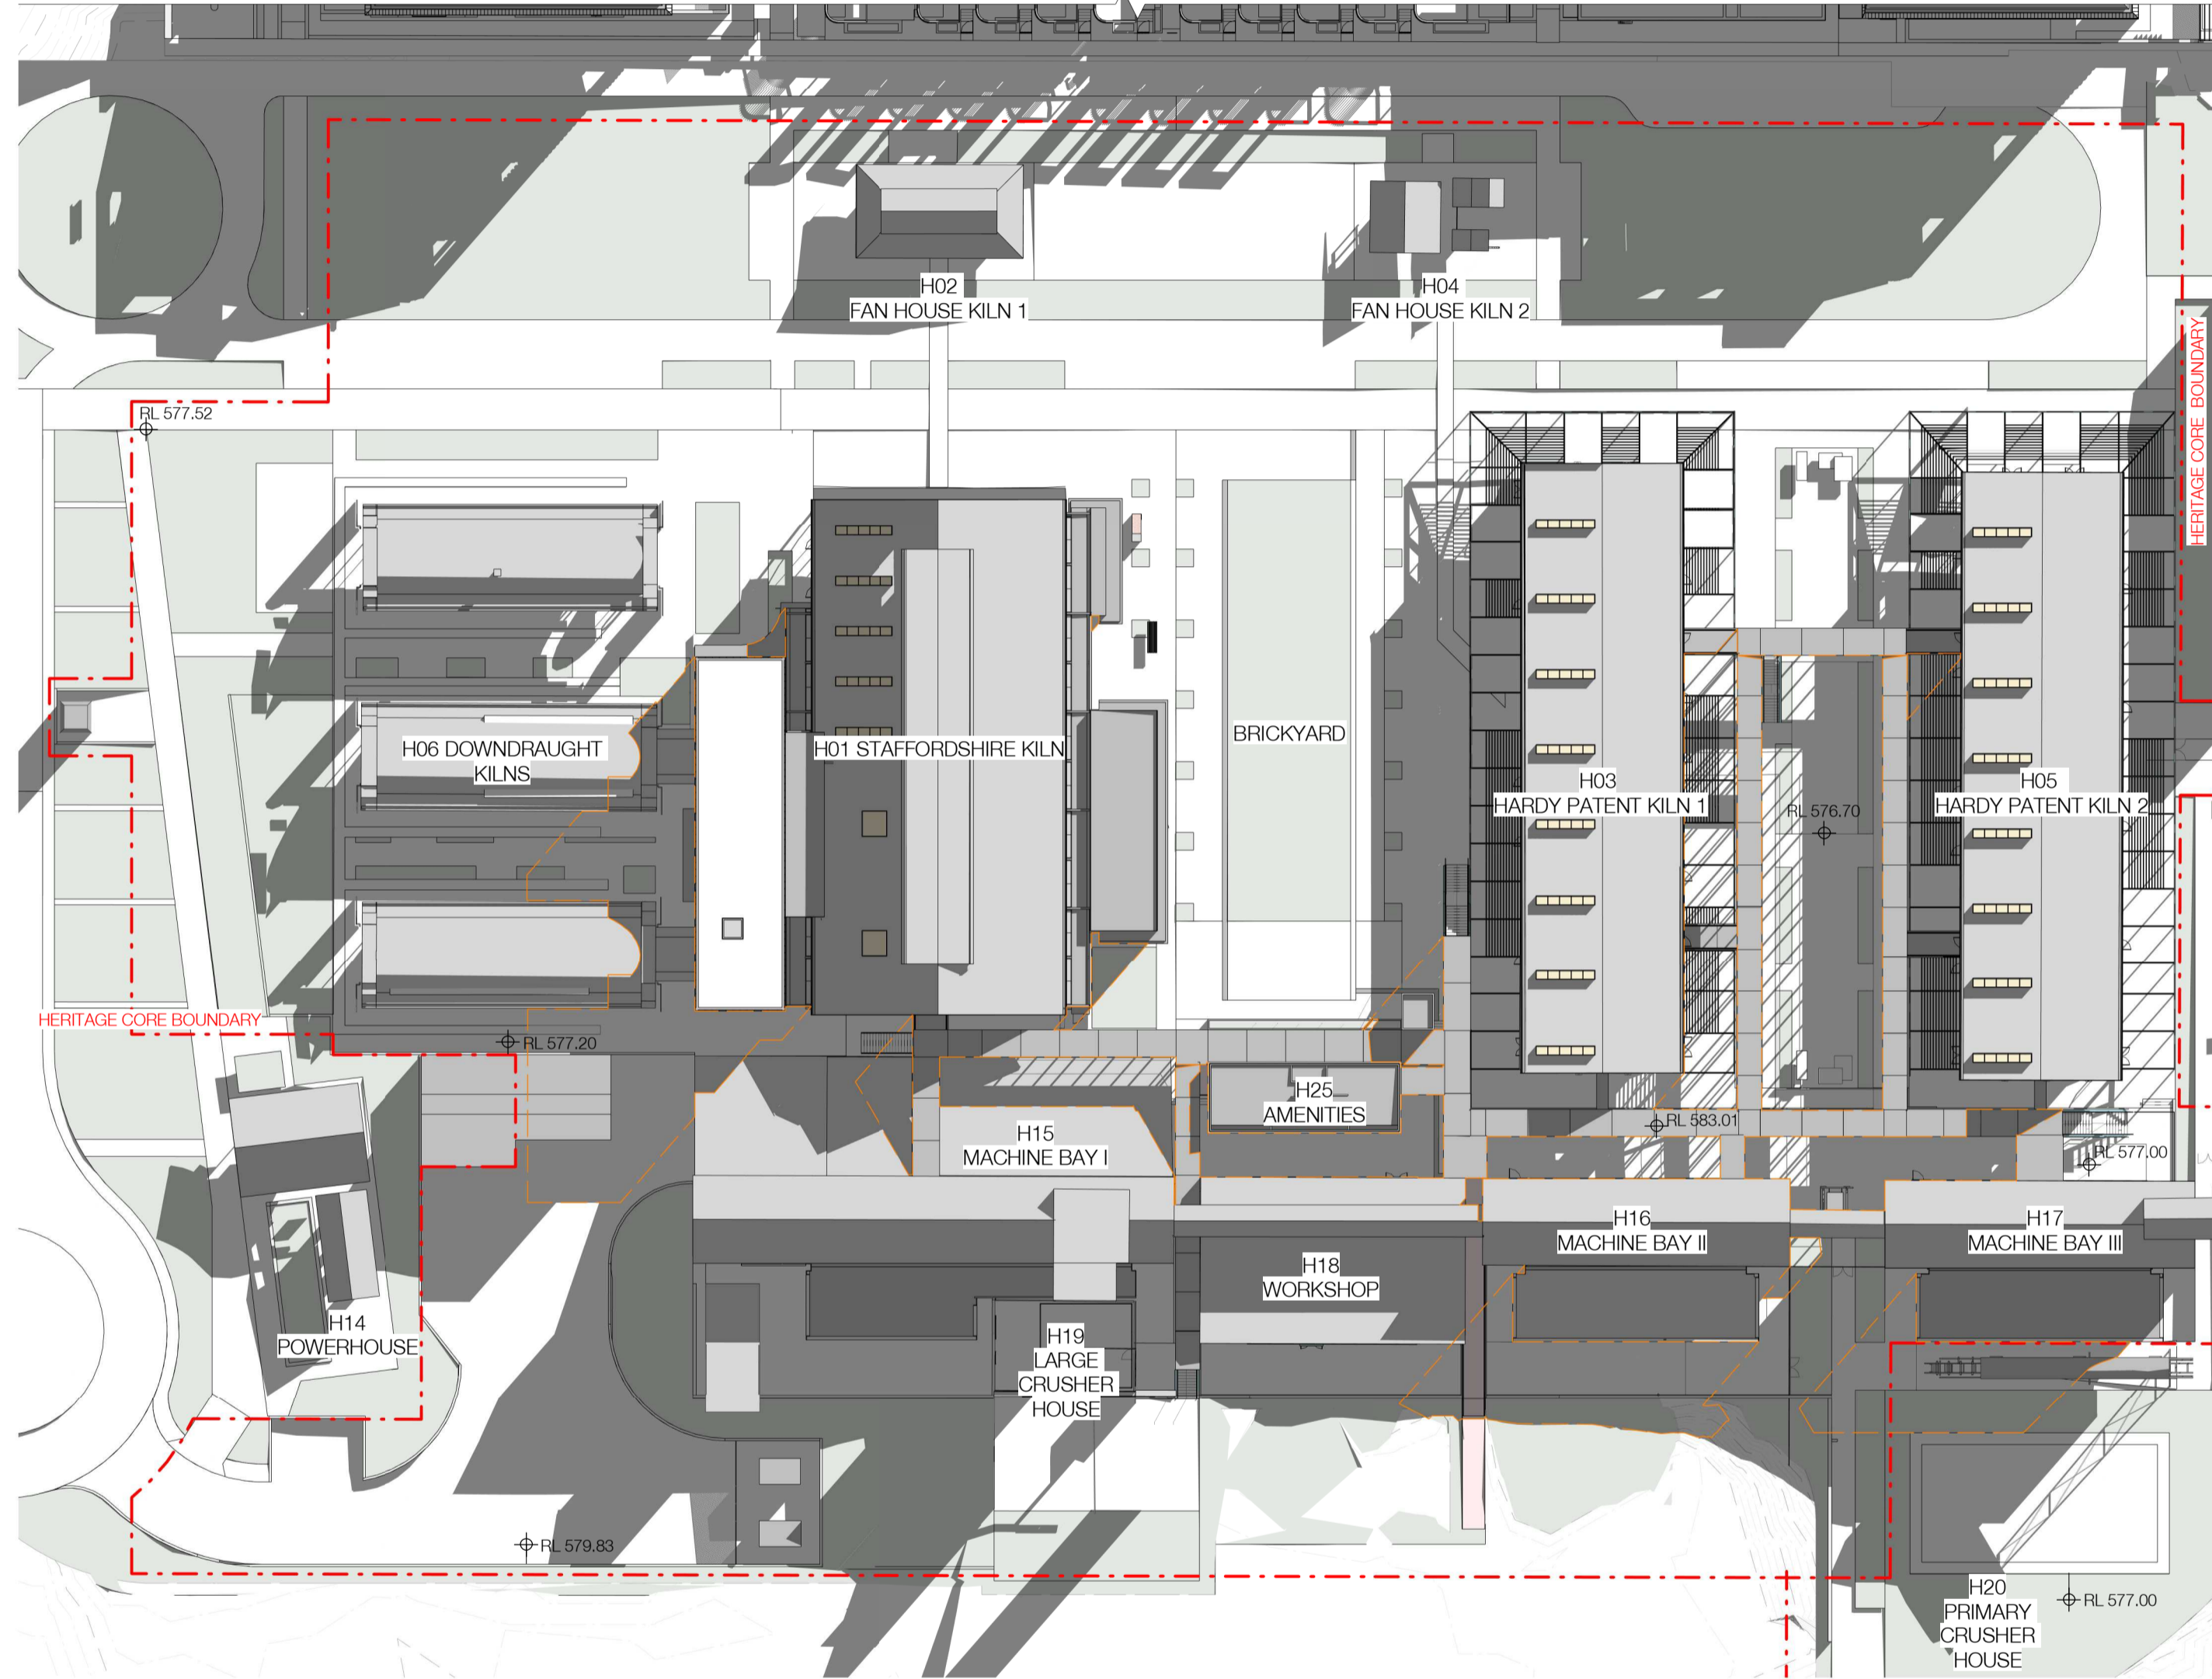 H02
FAN HOUSE KILN 1
H04
FAN HOUSE KILN 2
HERITAGE CORE BOUNDARY
RL 577.52
H06 DOWNDRAUGHT
KILNS
H01 STAFFORDSHIRE KILN
BRICKYARD
H03
HARDY PATENT KILN 1
RL 576.70
H05
HARDY PATENT KILN 2
HERITAGE CORE BOUNDARY
RL 577.20
H25
AMENITIES
H15
MACHINE BAY I
RL 583.01
RL 577.00
H16
MACHINE BAY II
H17
MACHINE BAY III
H18
WORKSHOP
H14
POWERHOUSE
H19
LARGE
CRUSHER
HOUSE
RL 579.83
H20
PRIMARY
CRUSHER
HOUSE
RL 577.00